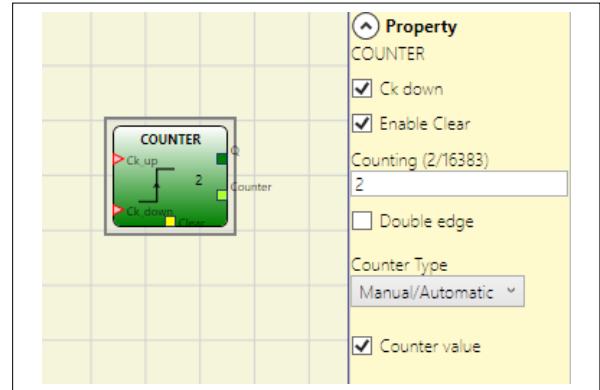 COUNTER
Ck_up
Q
2
Counter
Ck_down
Clear
Property
COUNTER
Ck down
Enable Clear
Counting (2/16383)
2
Double edge
Counter Type
Manual/Automatic
Counter value